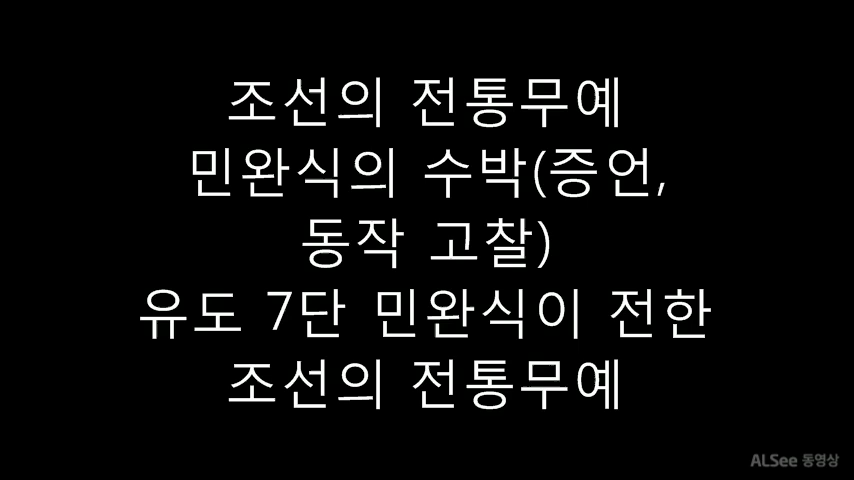 조선의 전통무예
민완식의 수박(증언,
동작 고찰)
유도 7단 민완식이 전한
조선의 전통무예
ALSee 동영상